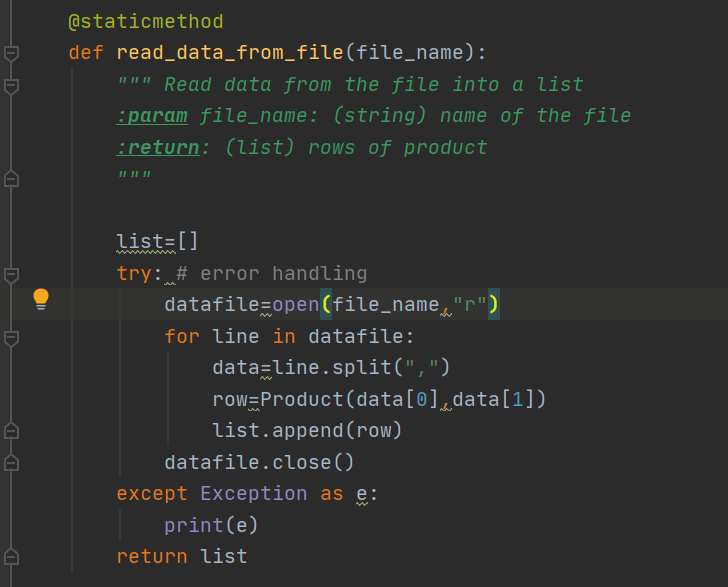 @staticmethod
def read_data_from_file(file_name):
    """ Read data from the file into a list
    :param file_name: (string) name of the file
    :return: (list) rows of product
    """

    list=[]
    try: # error handling
        datafile=open(file_name,"r")
        for line in datafile:
            data=line.split(",")
            row=Product(data[0],data[1])
            list.append(row)
        datafile.close()
    except Exception as e:
        print(e)
    return list